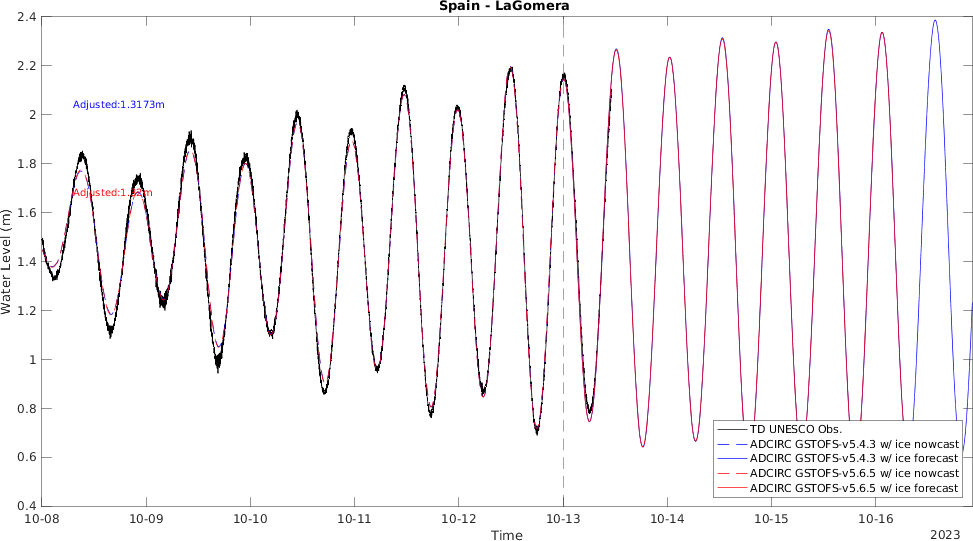 Spain - LaGomera
2.4
2.2
2
1.8
1.6
1.4
1.2
1
0.8
0.6
0.4
Water Level (m)
Adjusted:1.3173m
TD UNESCO Obs.
ADCIRC GSTOFS-v5.4.3 w/ ice nowcast
ADCIRC GSTOFS-v5.4.3 w/ ice forecast
ADCIRC GSTOFS-v5.6.5 w/ ice nowcast
ADCIRC GSTOFS-v5.6.5 w/ ice forecast
10-08
10-09
10-10
10-11
10-12
10-13
10-14
10-15
10-16
Time
2023